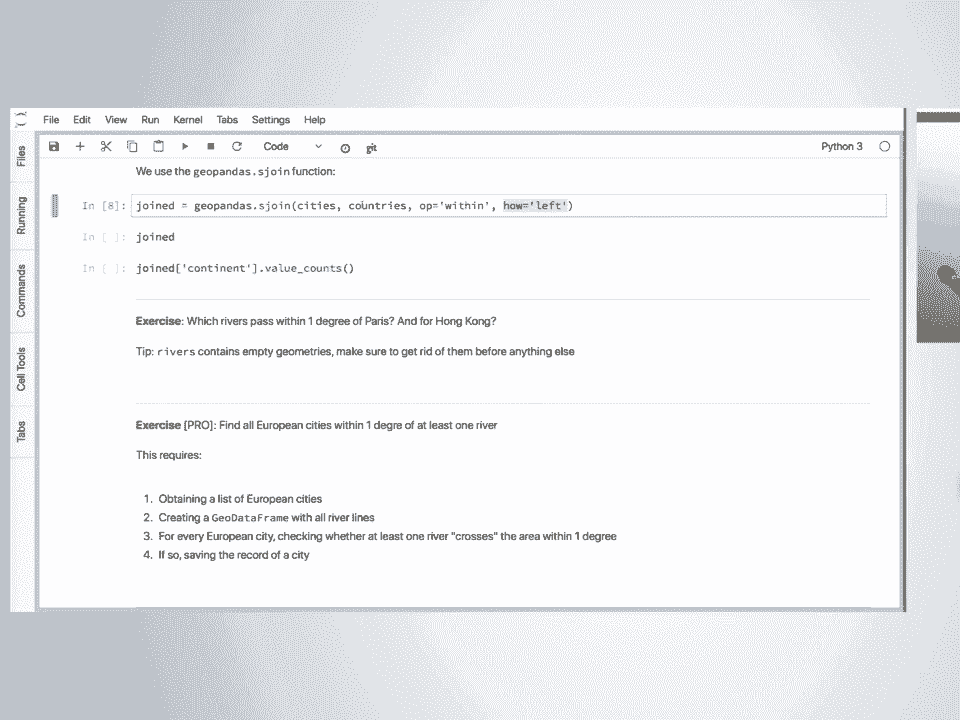 File Edit View Run Kernel Tabs Settings Help
Code git Python 3
Files
Running
Commands
Cell Tools
Tabs
We use the geopandas.sjoin function:
In [8]: joined = geopandas.sjoin(cities, countries, op='within', how='left')
In [ ]: joined
In [ ]: joined['continent'].value_counts()
Exercise: Which rivers pass within 1 degree of Paris? And for Hong Kong?
Tip: rivers contains empty geometries, make sure to get rid of them before anything else
Exercise [PRO]: Find all European cities within 1 degre of at least one river
This requires:
1. Obtaining a list of European cities
2. Creating a GeoDataFrame with all river lines
3. For every European city, checking whether at least one river "crosses" the area within 1 degree
4. If so, saving the record of a city